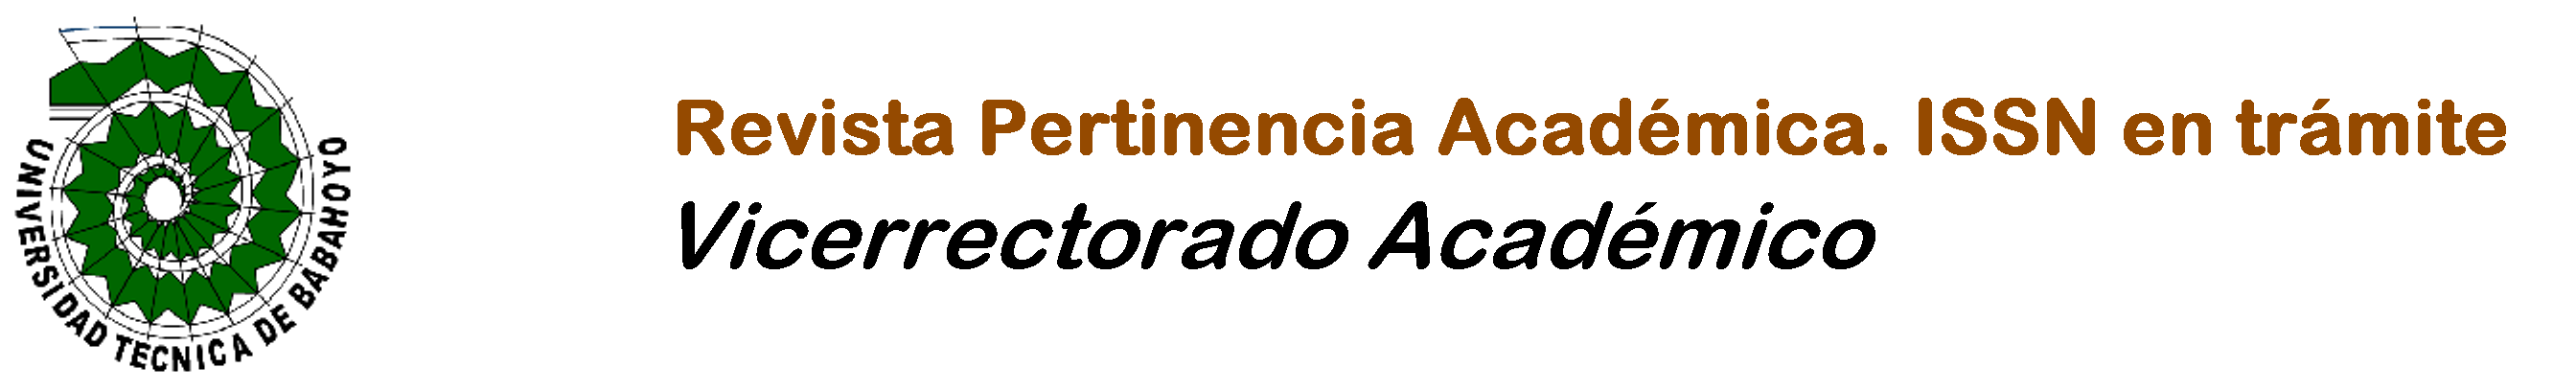 UNIVERSIDAD TECNICA DE BABAHOYO
Revista Pertinencia Académica. ISSN en trámite
Vicerrectorado Académico